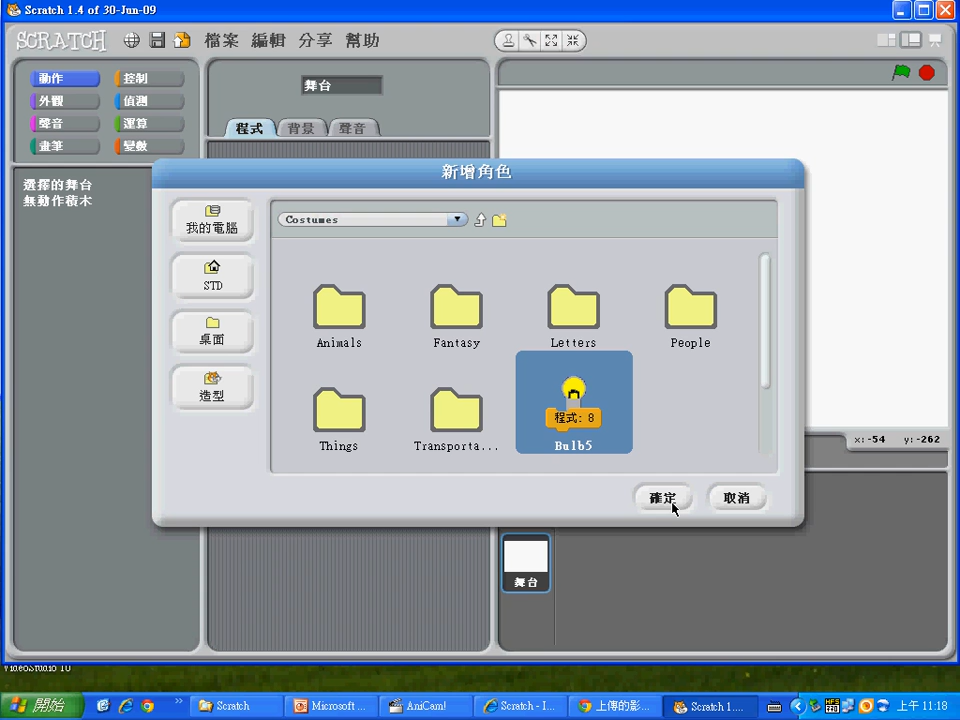 Scratch 1.4 of 30-Jun-09
SCRATCH 檔案 編輯 分享 幫助
動作 控制
外觀 偵測
聲音 運算
畫筆 變數
舞台
程式 背景 聲音
選擇的舞台
無動作積木
新增角色
我的電腦
STD
桌面
造型
Costumes
Animals Fantasy Letters People
程式: 8
Things Transporta... Bulb5
確定 取消
x: -54 y: -262
舞台
VideoStudio 10
開始 Scratch Microsoft ... AniCam! Scratch - I... 上傳的影... Scratch 1.... 上午 11:18